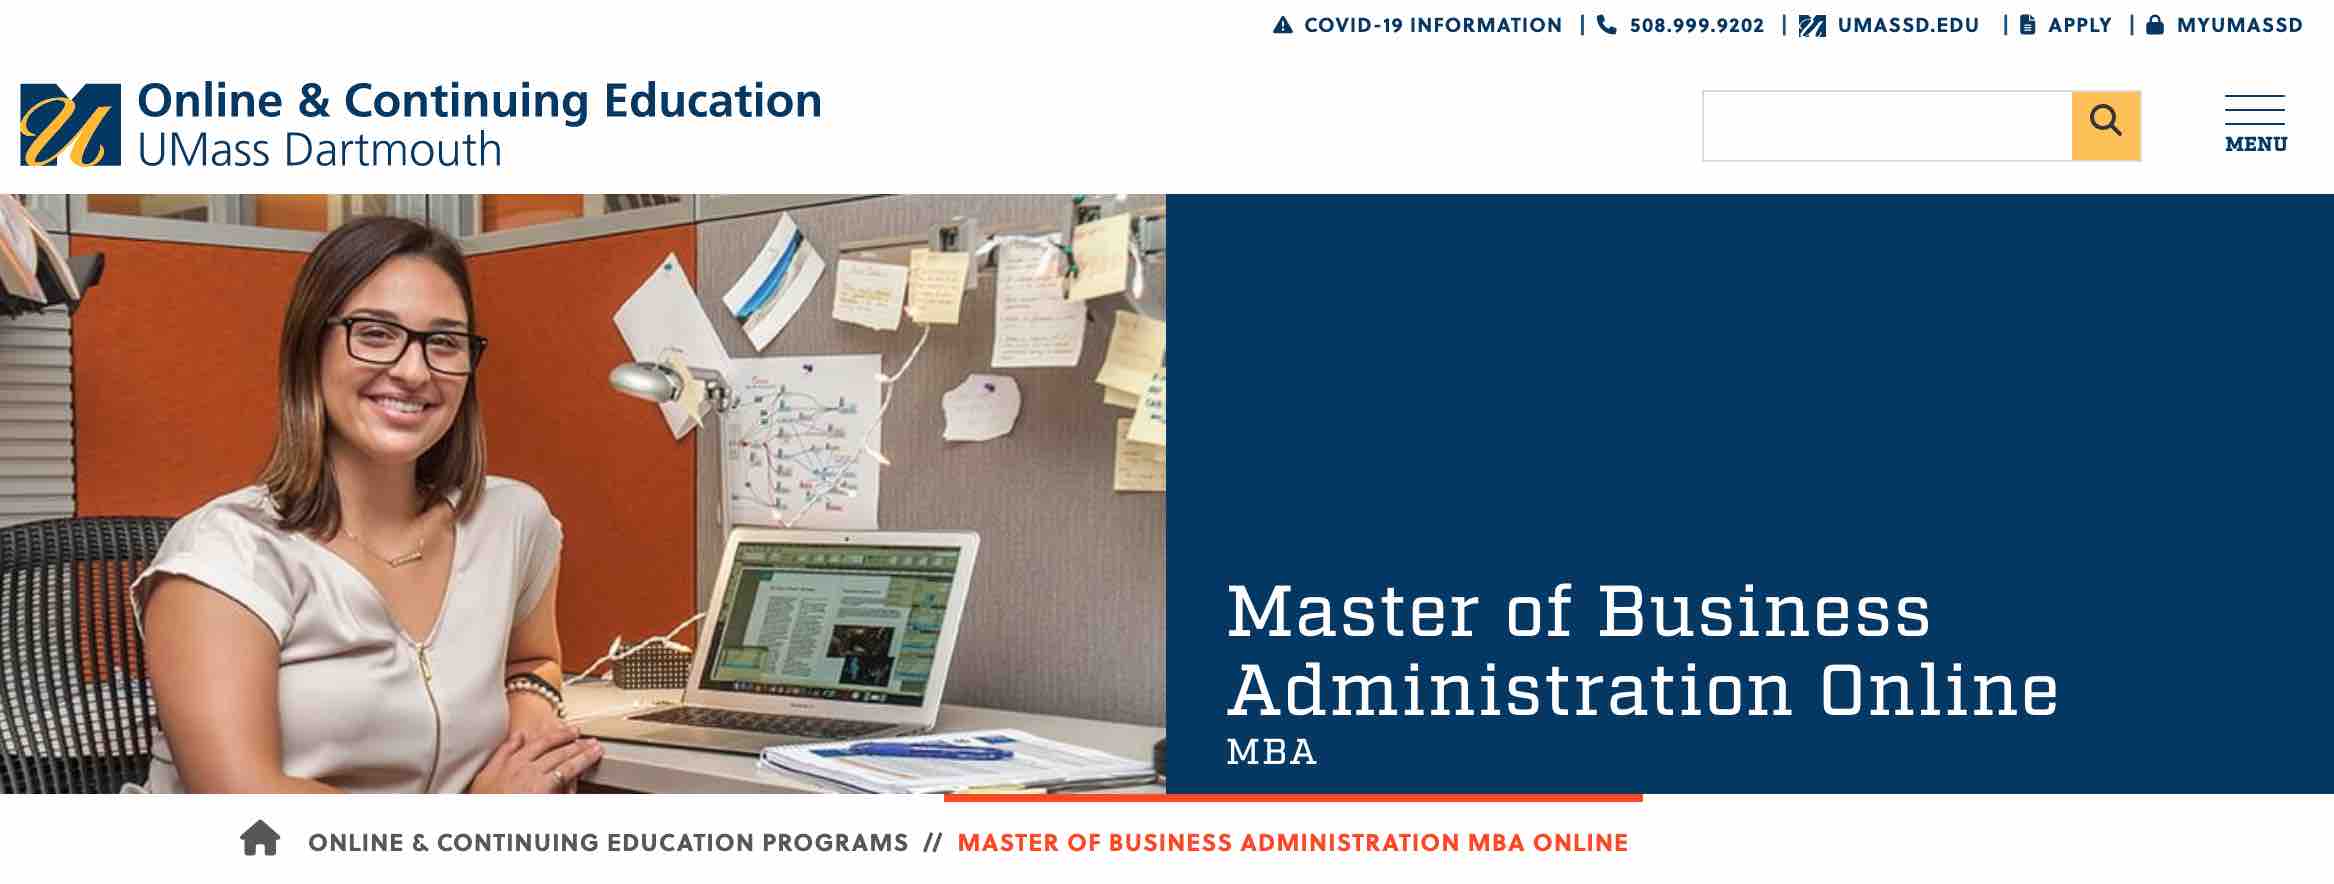 COVID-19 INFORMATION | 508.999.9202 | UMASSD.EDU | APPLY | MYUMASSD
Online & Continuing Education
UMass Dartmouth
MENU
Master of Business
Administration Online
MBA
ONLINE & CONTINUING EDUCATION PROGRAMS // MASTER OF BUSINESS ADMINISTRATION MBA ONLINE